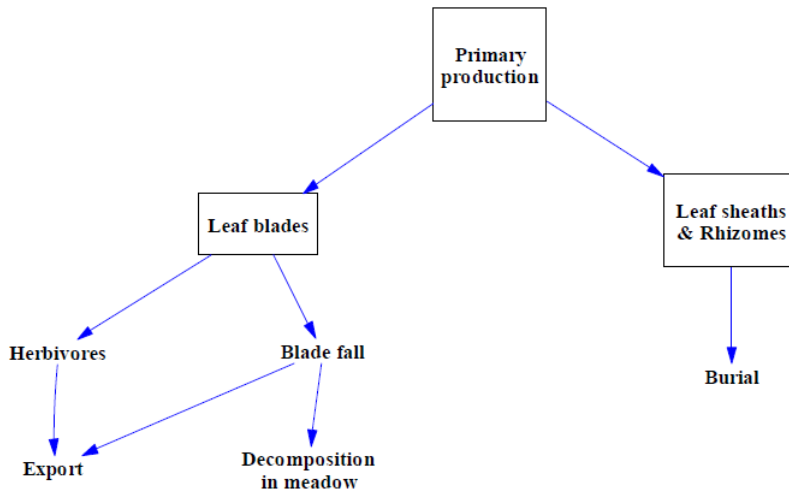 Primary
production
Leaf blades
Leaf sheaths
& Rhizomes
Herbivores
Blade fall
Burial
Export
Decomposition
in meadow